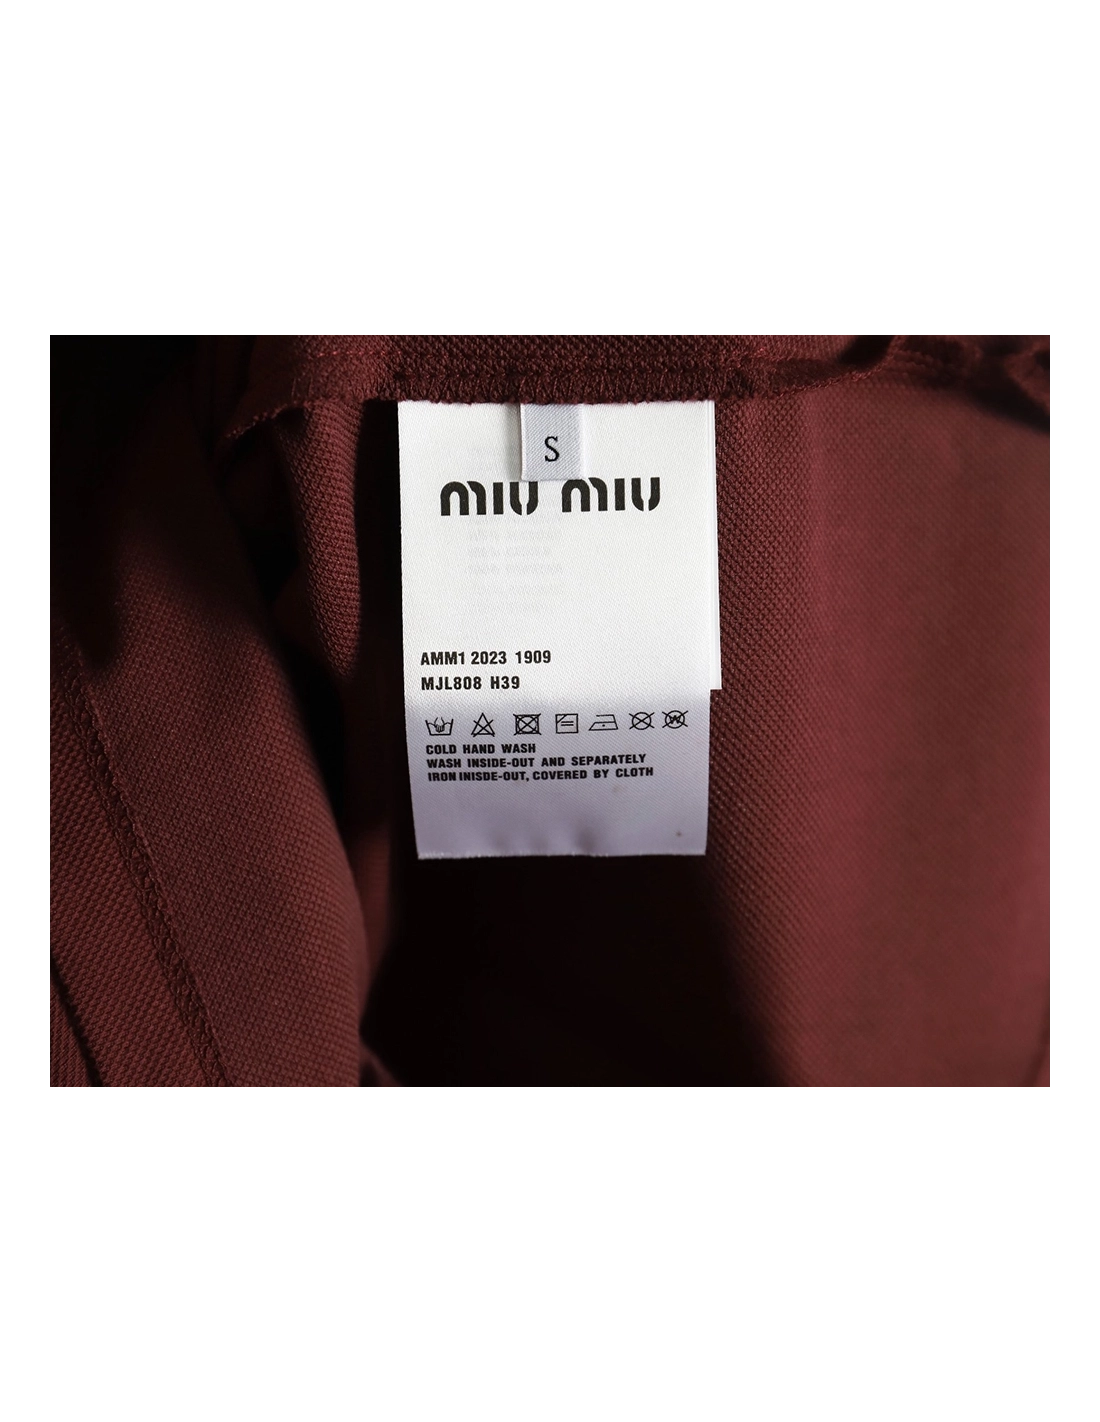 S
miu miu
AMM1 2023 1909
MJL808 H39
COLD HAND WASH
WASH INSIDE-OUT AND SEPARATELY
IRON INISDE-OUT, COVERED BY CLOTH